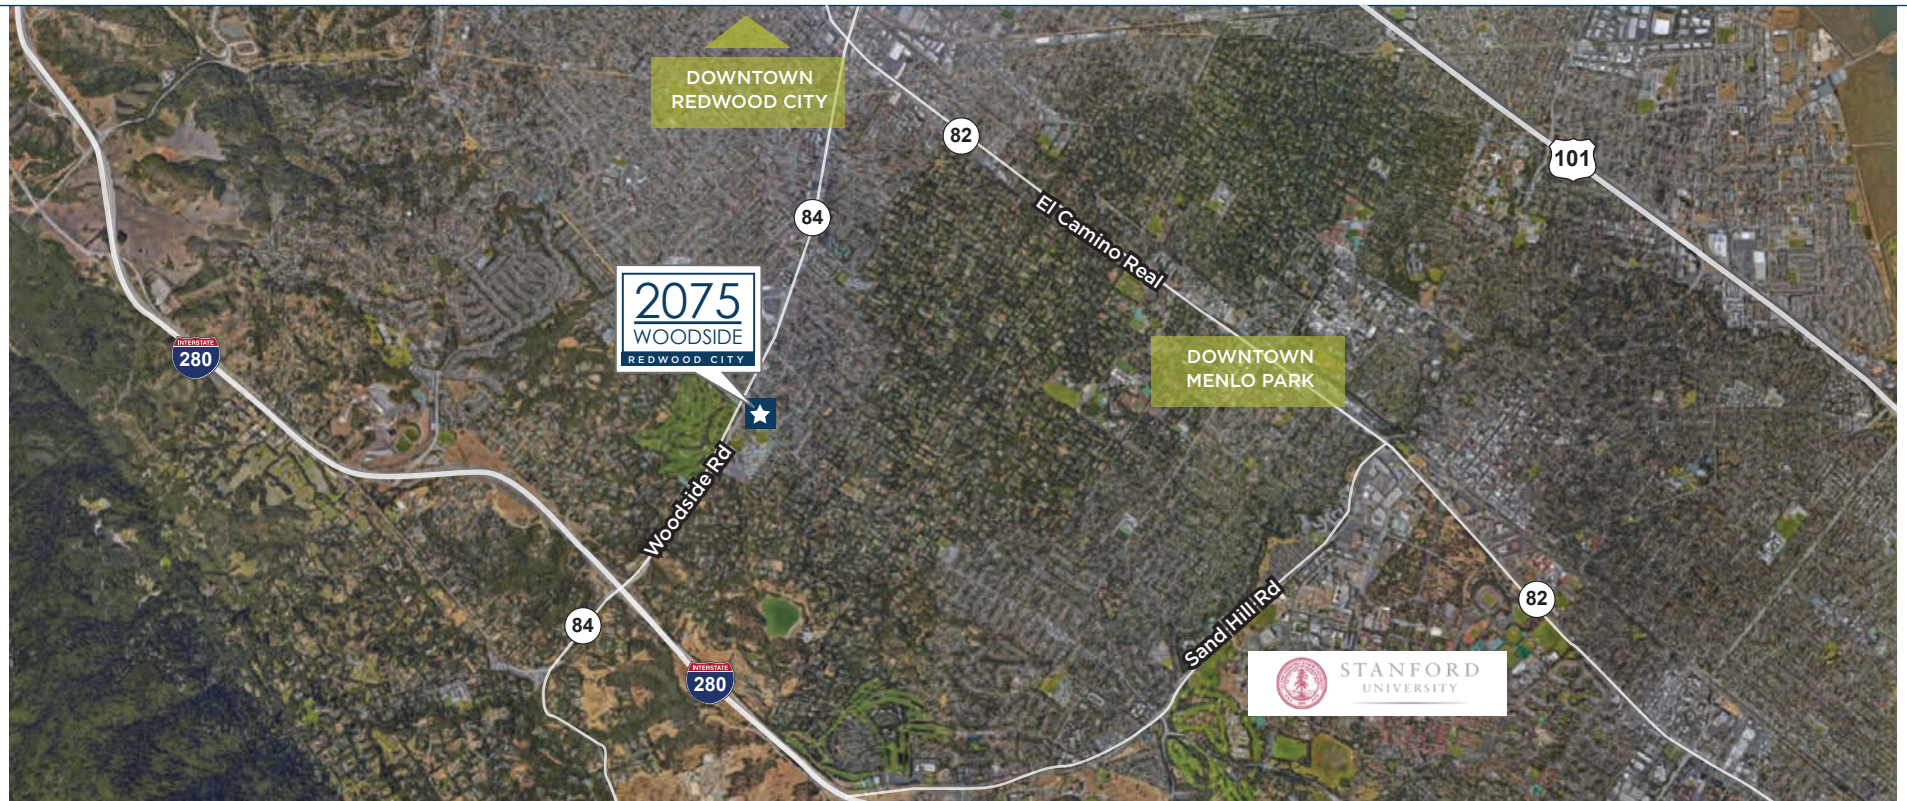 DOWNTOWN
REDWOOD CITY
82
101
84
El Camino Real
2075
WOODSIDE
REDWOOD CITY
INTERSTATE
280
DOWNTOWN
MENLO PARK
Woodside Rd
Sand Hill Rd
82
84
INTERSTATE
280
STANFORD
UNIVERSITY